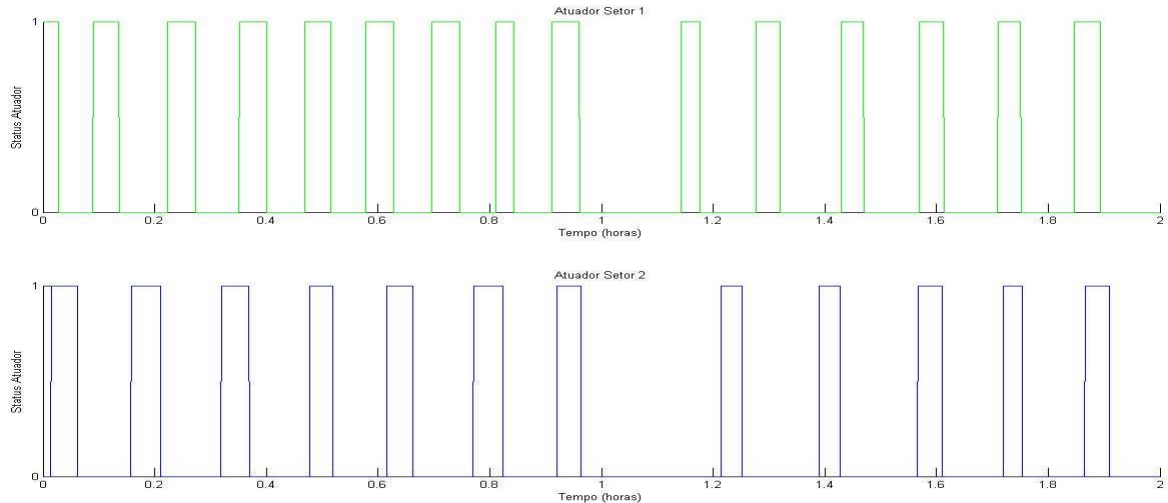 Atuador Setor 1
Status Atuador
1
0
0 0.2 0.4 0.6 0.8 1 1.2 1.4 1.6 1.8 2
Tempo (horas)
Atuador Setor 2
Status Atuador
1
0
0 0.2 0.4 0.6 0.8 1 1.2 1.4 1.6 1.8 2
Tempo (horas)